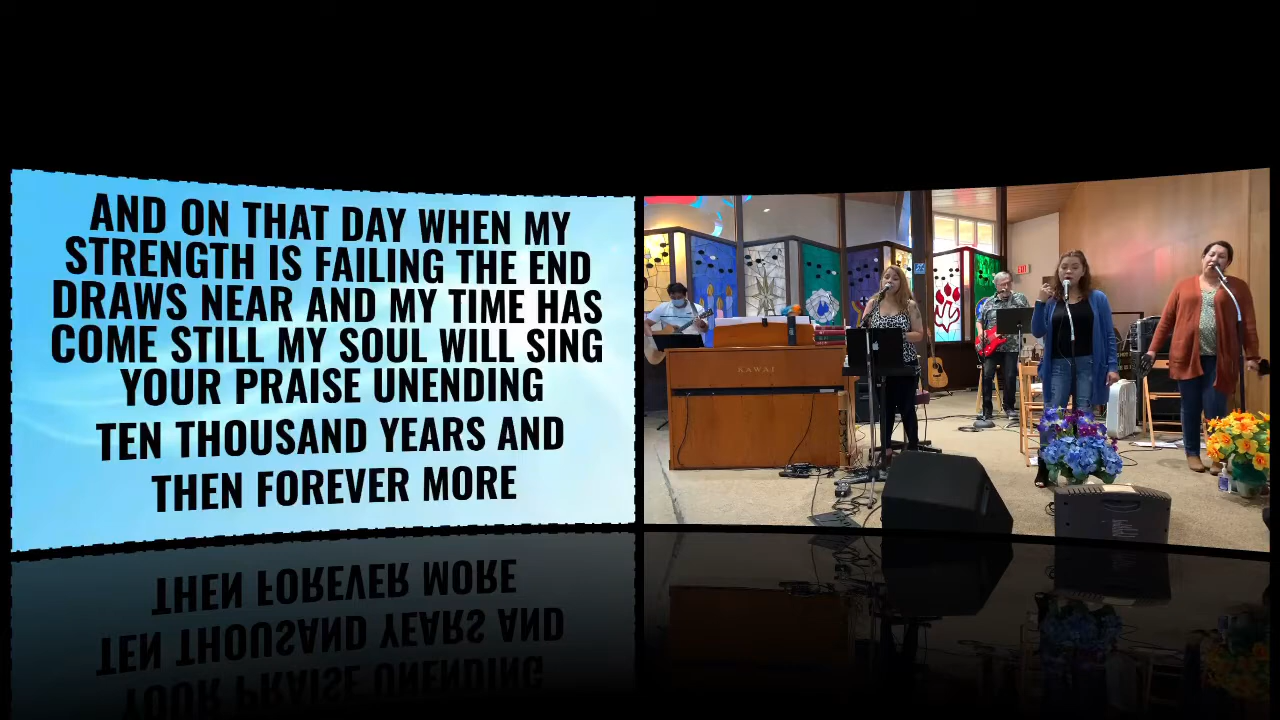 AND ON THAT DAY WHEN MY
STRENGTH IS FAILING THE END
DRAWS NEAR AND MY TIME HAS
COME STILL MY SOUL WILL SING
YOUR PRAISE UNENDING
TEN THOUSAND YEARS AND
THEN FOREVER MORE
KAWAI
EXIT